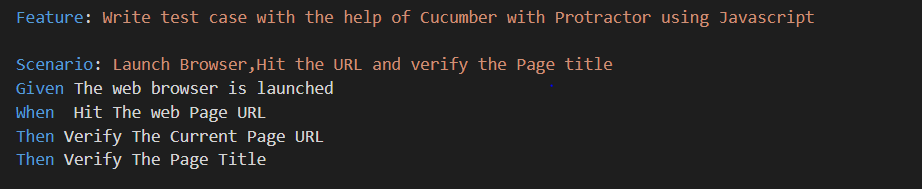 Feature: Write test case with the help of Cucumber with Protractor using Javascript
Scenario: Launch Browser,Hit the URL and verify the Page title
Given The web browser is launched
When  Hit The web Page URL
Then Verify The Current Page URL
Then Verify The Page Title